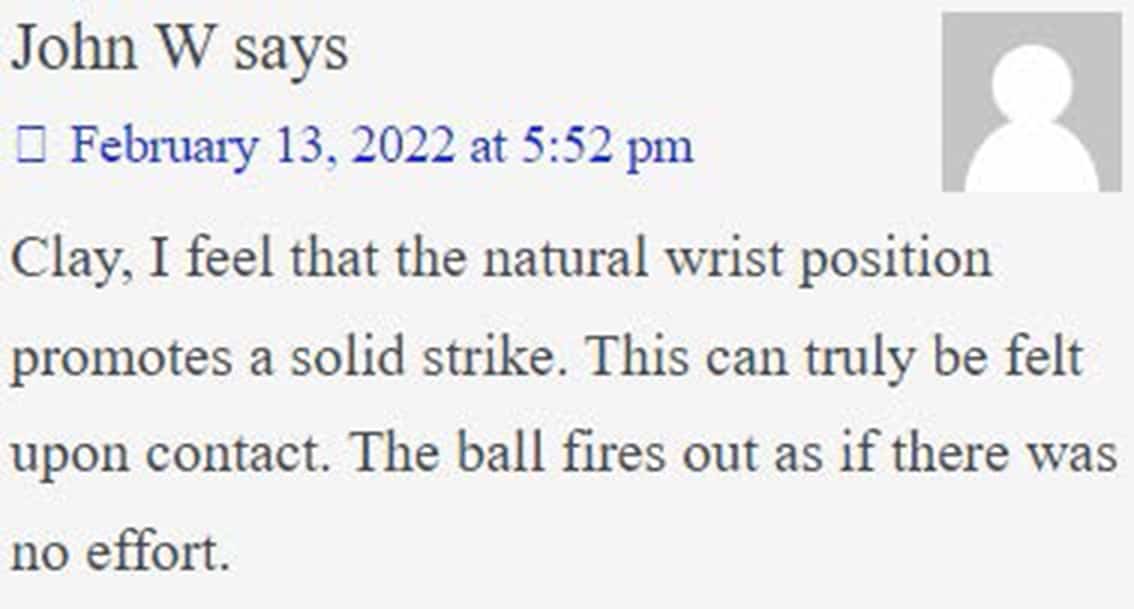 John W says
February 13, 2022 at 5:52 pm
Clay, I feel that the natural wrist position
promotes a solid strike. This can truly be felt
upon contact. The ball fires out as if there was
no effort.